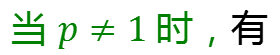 当 𝑝 ≠ 1 时，有